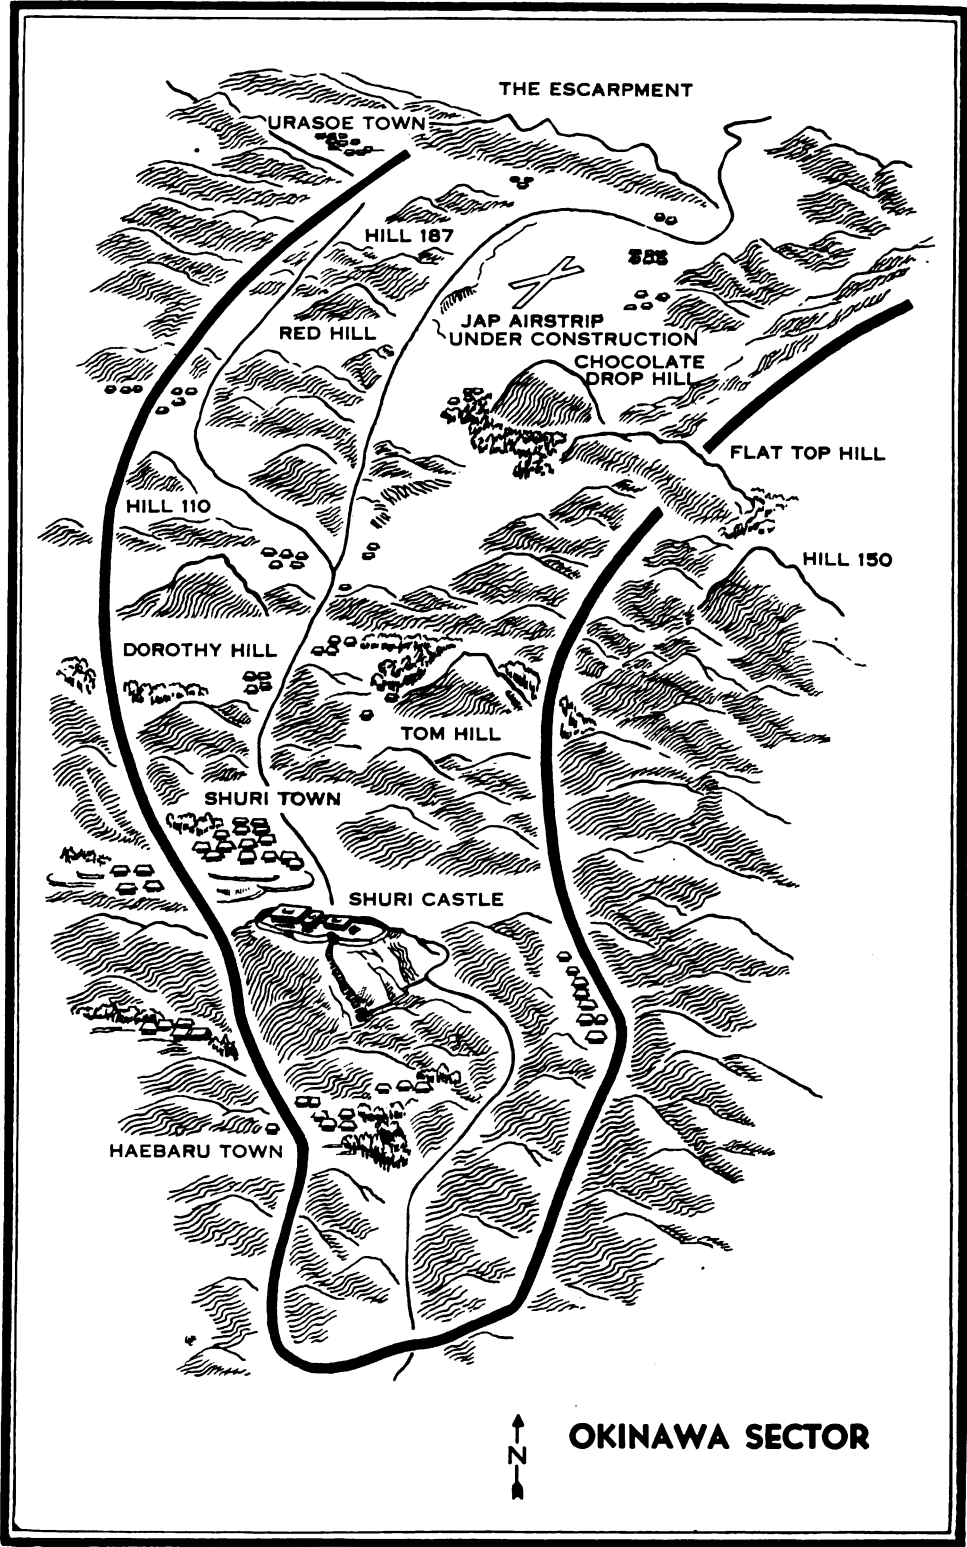 THE ESCARPMENT
URASOE TOWN
HILL 187
RED HILL
JAP AIRSTRIP
UNDER CONSTRUCTION
CHOCOLATE
DROP HILL
FLAT TOP HILL
HILL 110
HILL 150
DOROTHY HILL
TOM HILL
SHURI TOWN
SHURI CASTLE
HAEBARU TOWN
N
OKINAWA SECTOR